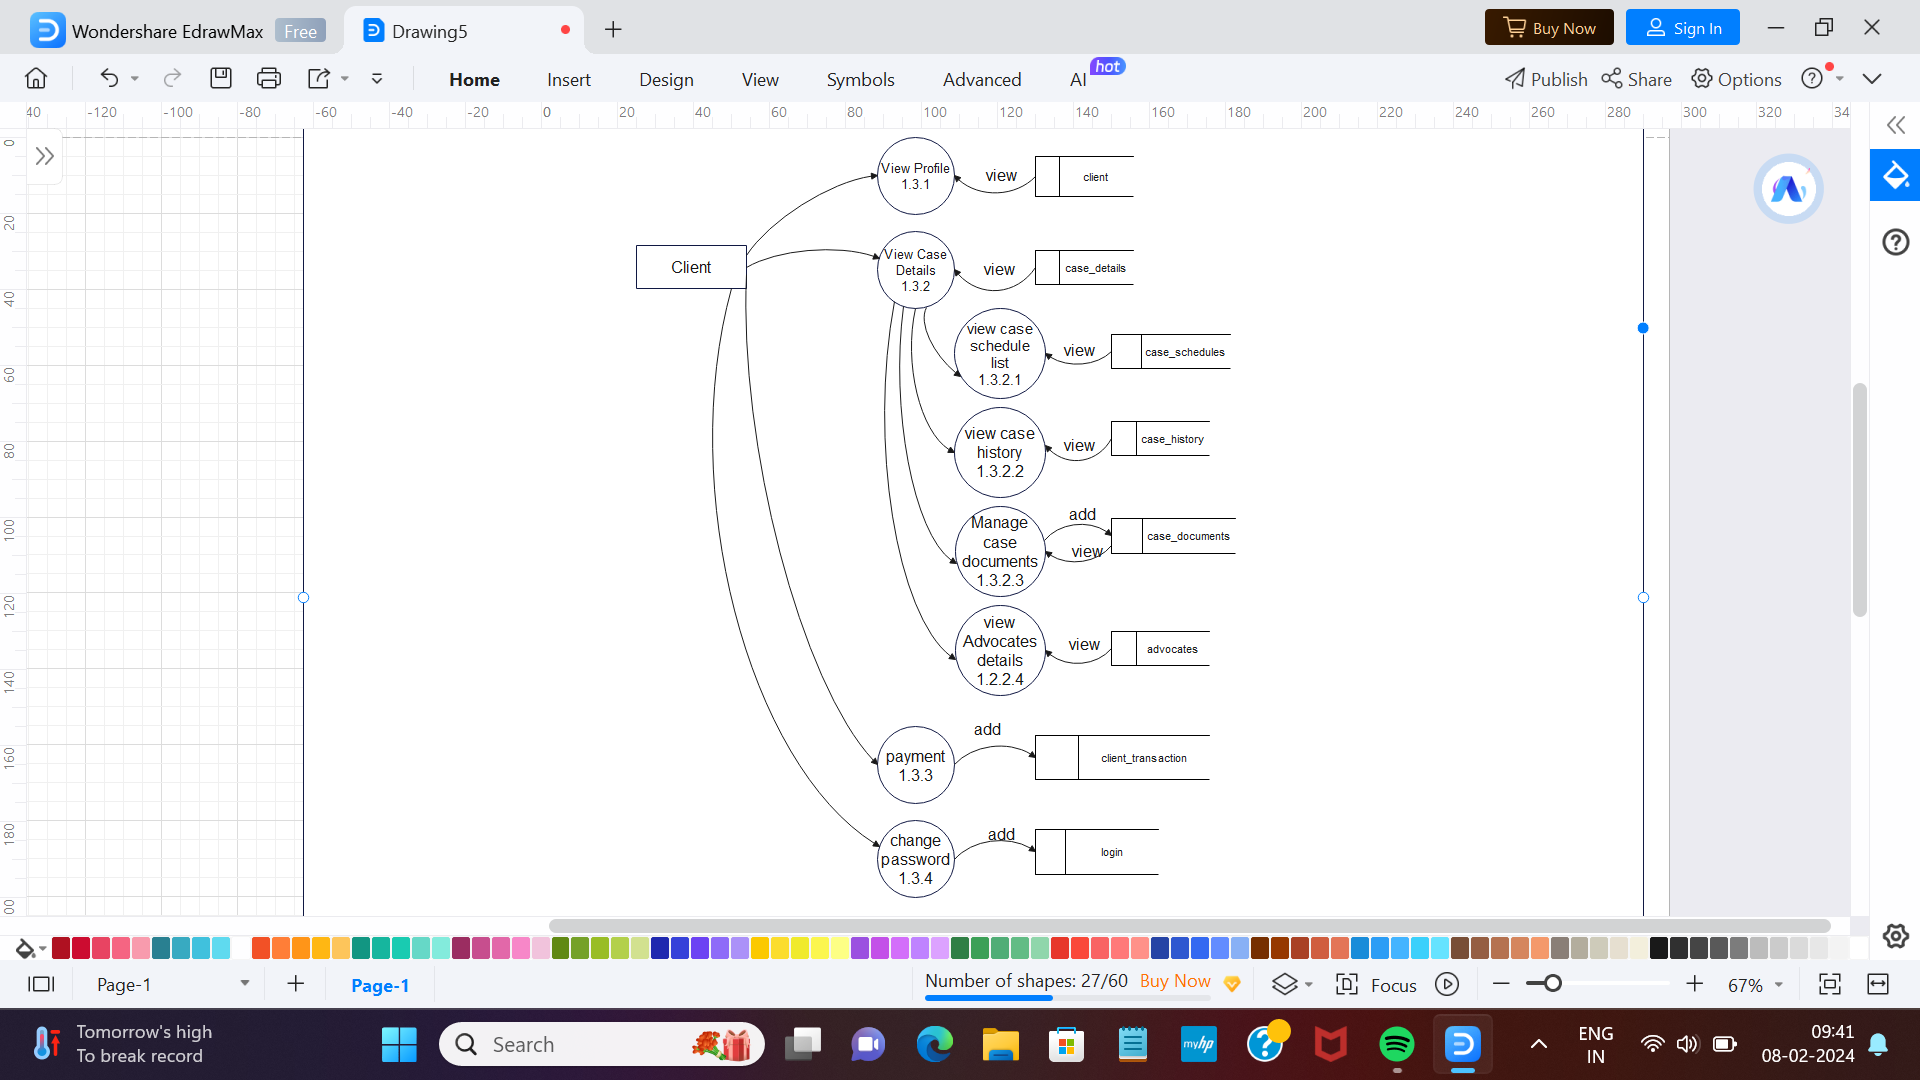 Wondershare EdrawMax Free
Drawing5
Buy Now
Sign In
Home
Insert
Design
View
Symbols
Advanced
AI
hot
Publish
Share
Options
40 -120 -100 -80 -60 -40 -20 0 20 40 60 80 100 120 140 160 180 200 220 240 260 280 300 320 34
0
20
40
60
80
100
120
140
160
180
00
View Profile
1.3.1
view
client
Client
View Case
Details
1.3.2
view
case_details
view case
schedule
list
1.3.2.1
view
case_schedules
view case
history
1.3.2.2
view
case_history
Manage
case
documents
1.3.2.3
add
view
case_documents
view
Advocates
details
1.2.2.4
view
advocates
payment
1.3.3
add
client_transaction
change
password
1.3.4
add
login
Page-1
Page-1
Number of shapes: 27/60
Buy Now
Focus
67%
Tomorrow's high
To break record
Search
myhp
ENG
IN
09:41
08-02-2024